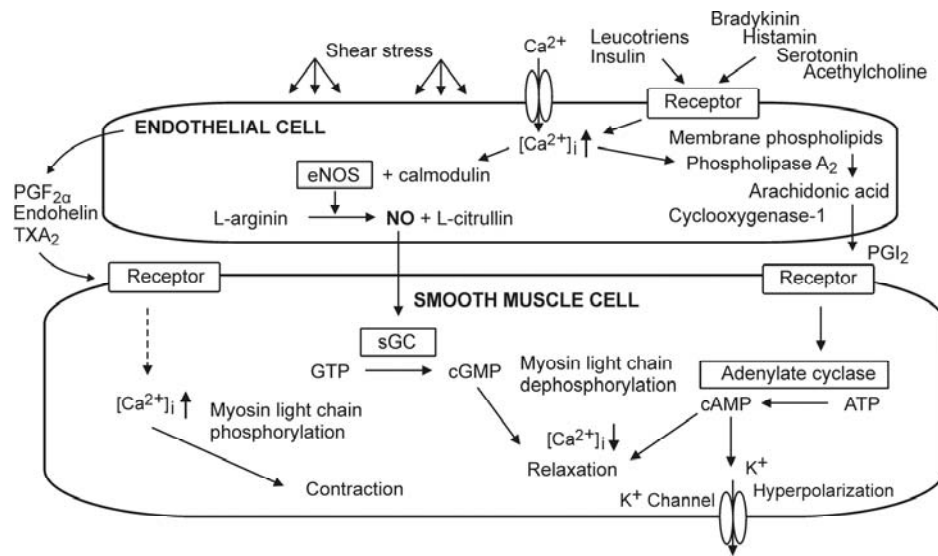 Shear stress
Ca2+
Leucotriens
Insulin
Bradykinin
Histamin
Serotonin
Acethylcholine
Receptor
ENDOTHELIAL CELL
[Ca2+]i
Membrane phospholipids
Phospholipase A2
eNOS + calmodulin
Arachidonic acid
L-arginin NO + L-citrullin
Cyclooxygenase-1
PGF2α
Endohelin
TXA2
PGI2
Receptor
Receptor
SMOOTH MUSCLE CELL
sGC
GTP cGMP
Myosin light chain
dephosphorylation
Adenylate cyclase
cAMP ATP
[Ca2+]i
Myosin light chain
phosphorylation
[Ca2+]i
Relaxation
Contraction
K+
K+ Channel
Hyperpolarization